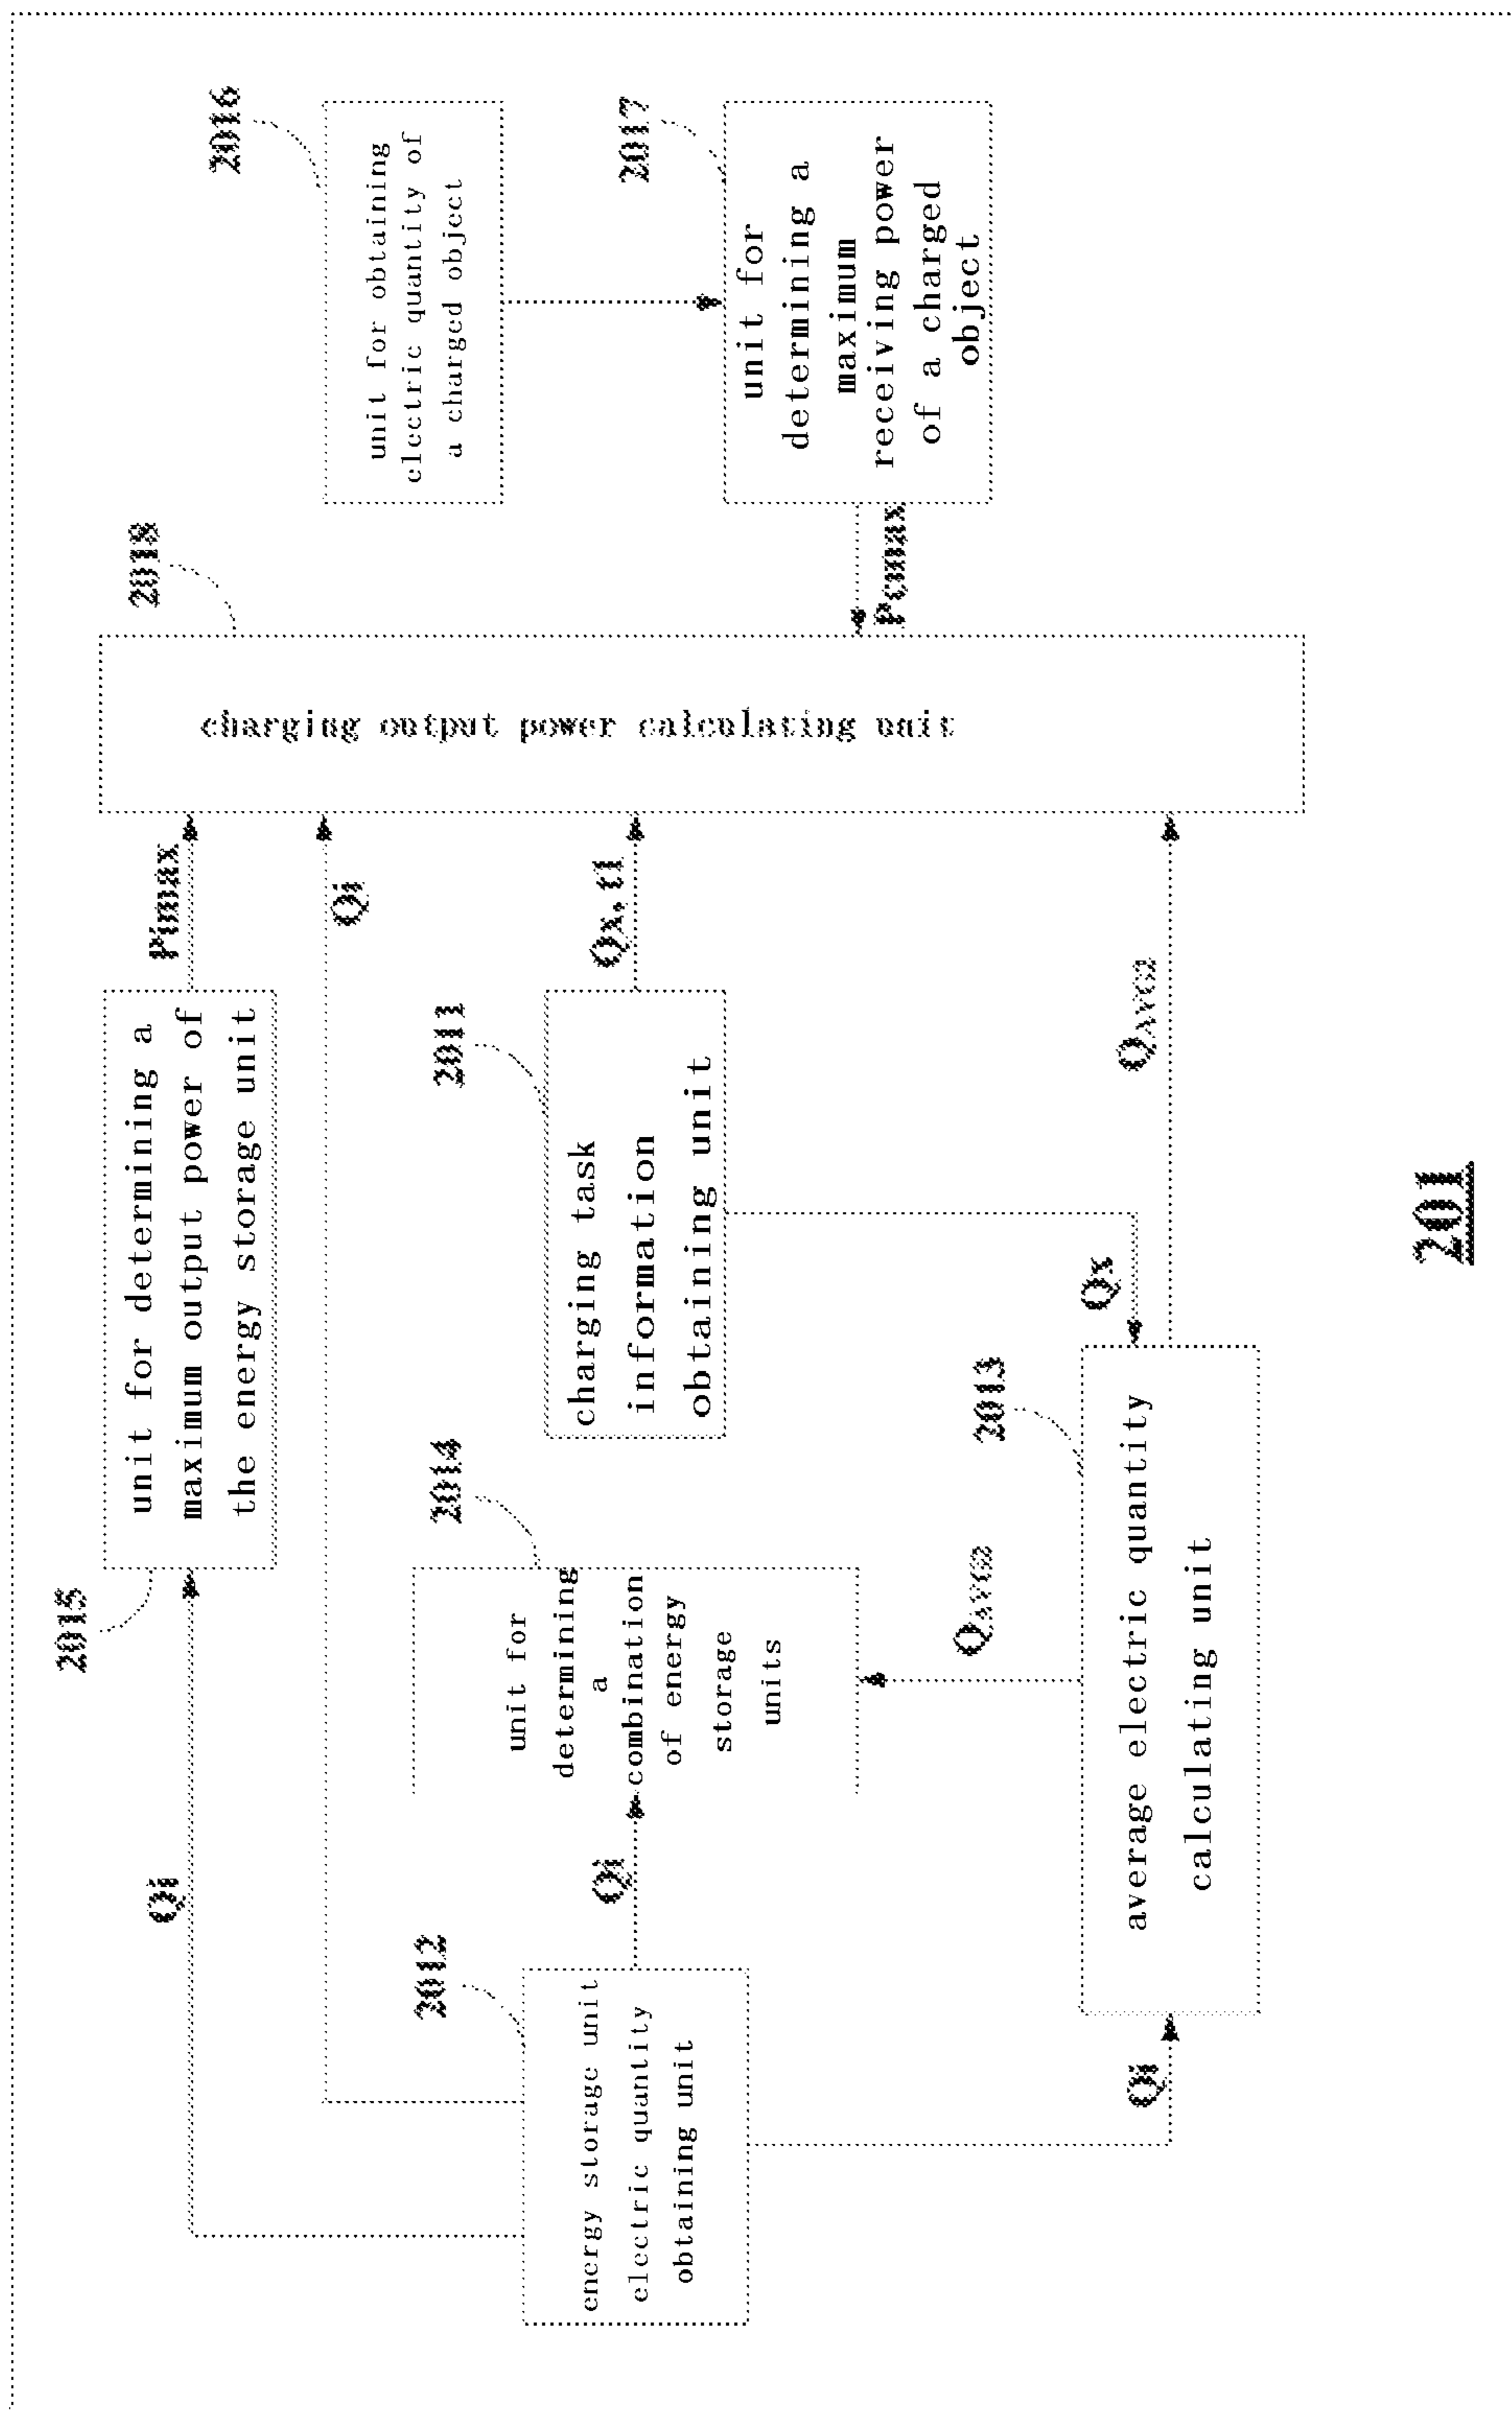 2015
unit for determining a
maximum output power of
the energy storage unit
Pimax
2018
2016
unit for obtaining
electric quantity of
a charged object
Qi
Qi
2012
energy storage unit
electric quantity
obtaining unit
Qi
2014
unit for
determining
a
combination
of energy
storage
units
2011
charging task
information
obtaining unit
Qx, t1
charging output power calculating unit
2017
unit for
determining a
maximum
receiving power
of a charged
object
Pcmax
QAVG2
2013
Qx
QAVG2
Qi
average electric quantity
calculating unit
201